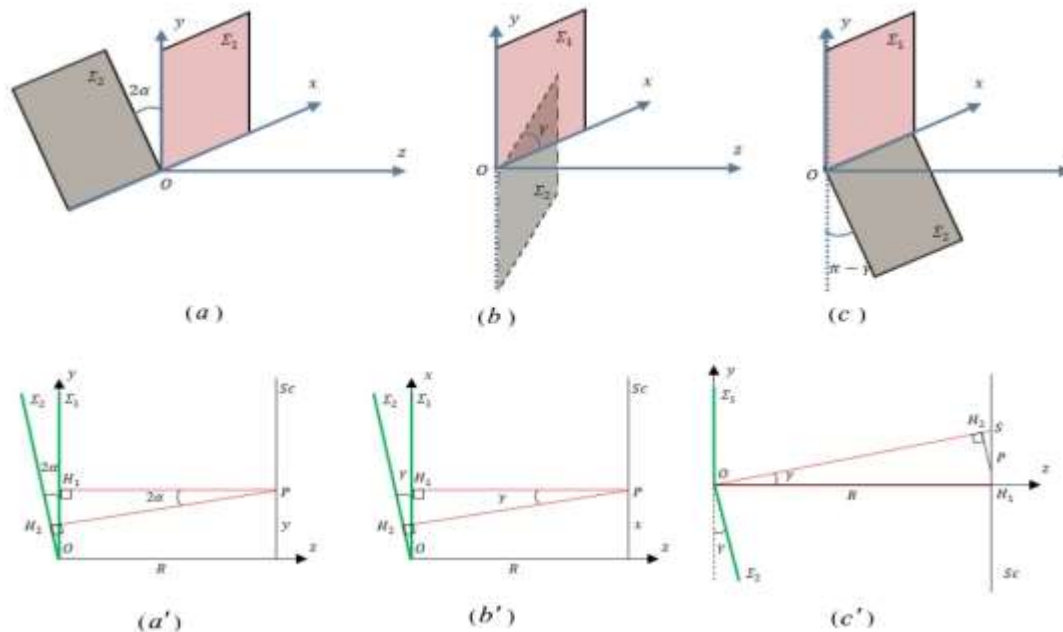 y
Σ₁
Σ₂
2α
x
z
O
(a)
y
Σ₁
x
γ
z
O
Σ₂
(b)
y
Σ₁
x
O
Σ₂
π − γ
(c)
y
Sc
Σ₂
Σ₁
2α
H₁
2α
P
H₂
y
O
z
R
(a′)
x
Sc
Σ₂
Σ₁
γ
H₁
γ
P
H₂
x
O
z
R
(b′)
y
Σ₁
H₂
S
P
O
γ
z
R
H₁
γ
Σ₂
Sc
(c′)